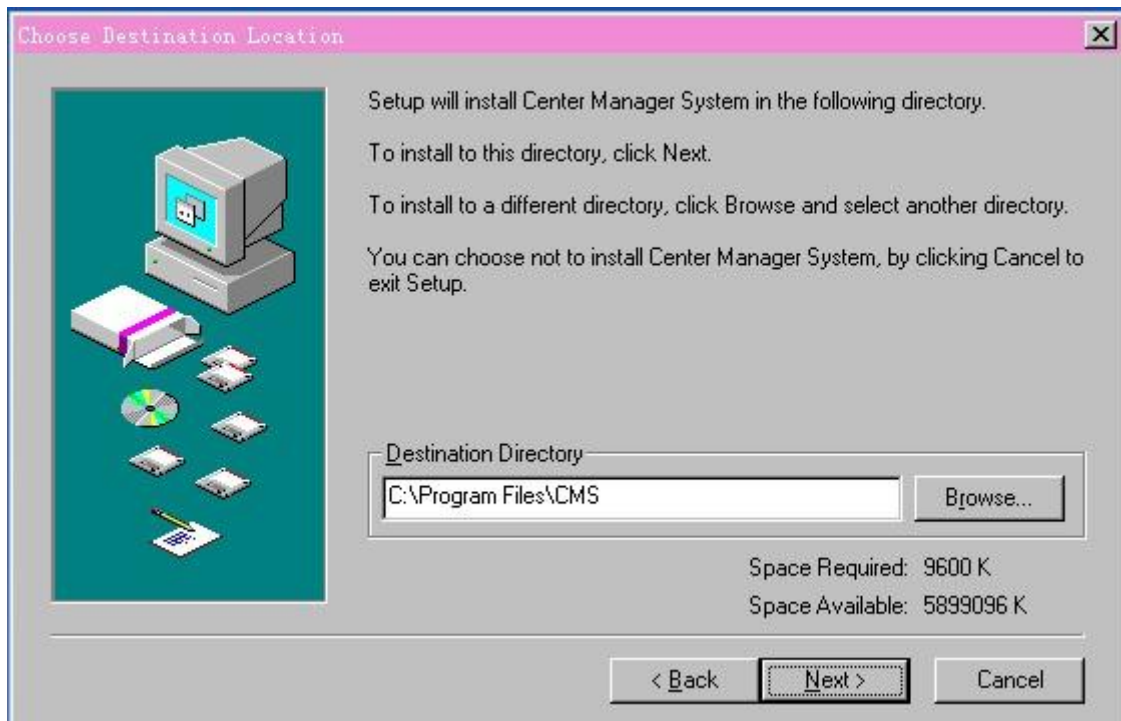 Choose Destination Location
Setup will install Center Manager System in the following directory.
To install to this directory, click Next.
To install to a different directory, click Browse and select another directory.
You can choose not to install Center Manager System, by clicking Cancel to
exit Setup.
Destination Directory
C:\Program Files\CMS
Browse...
Space Required: 9600 K
Space Available: 5899096 K
< Back Next > Cancel